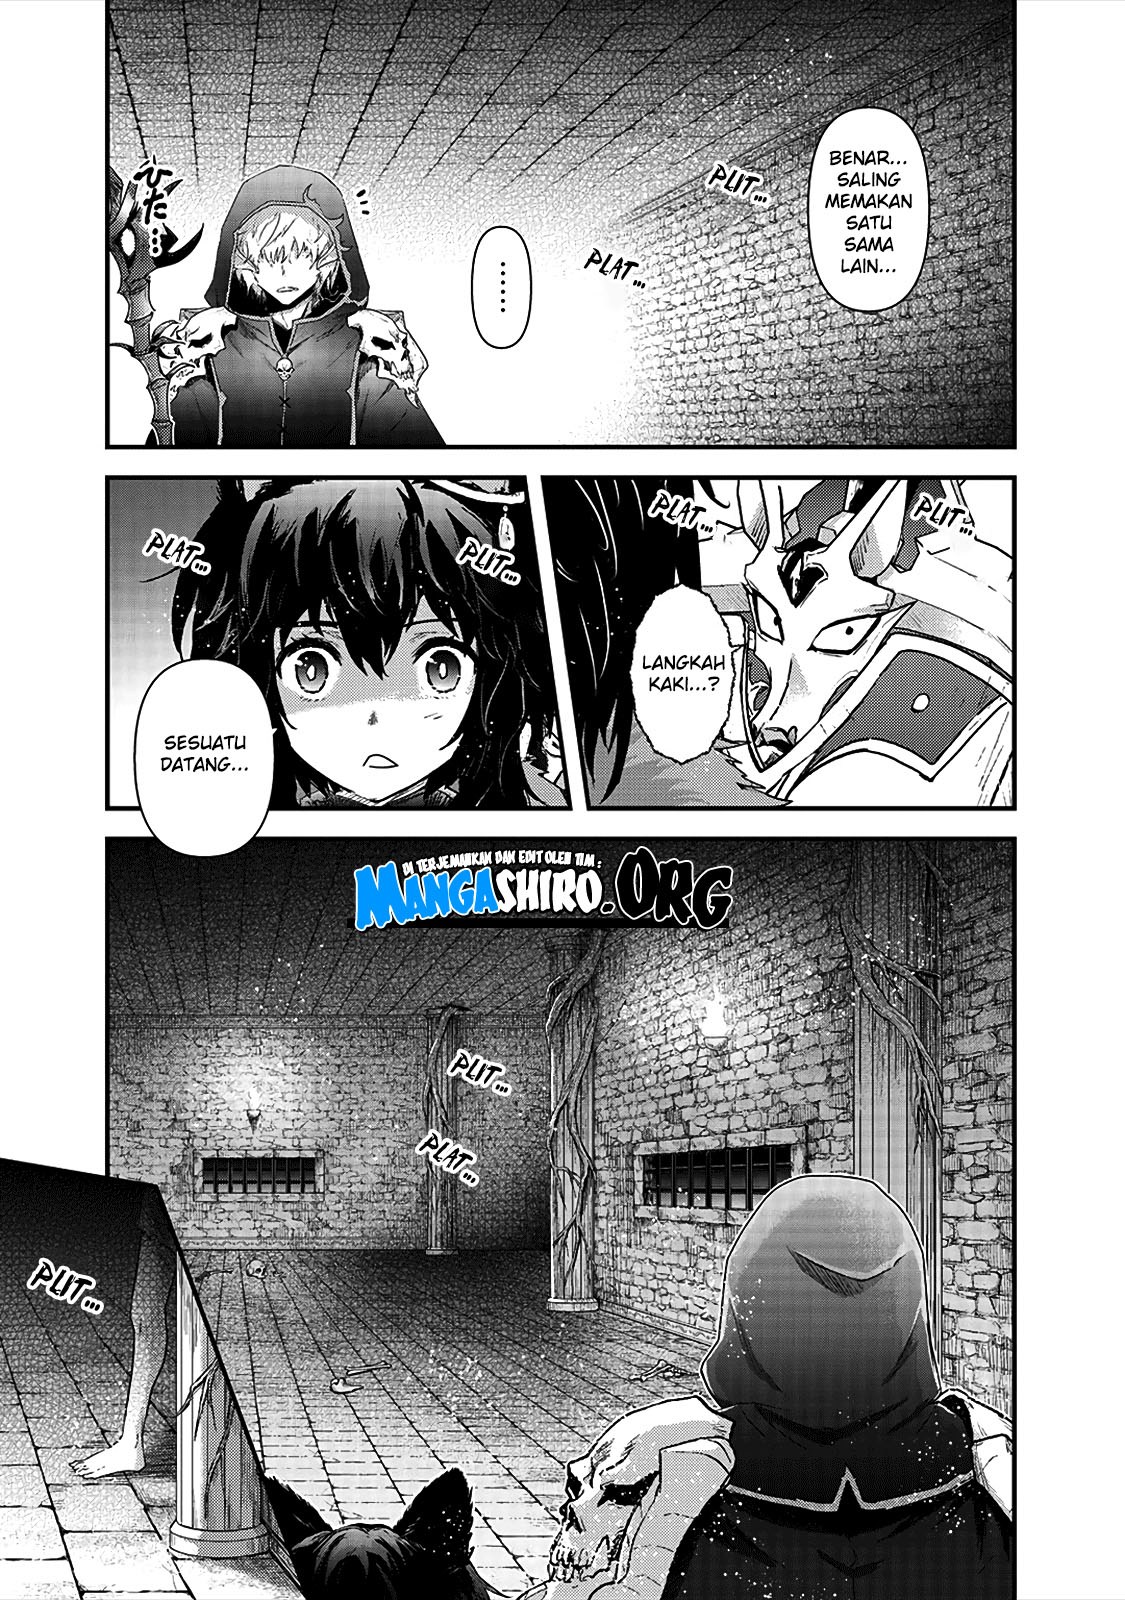 BENAR...
SALING
MEMAKAN
SATU
SAMA
LAIN...
PLIT...
PLAT...
.......
ひた...
PLIT...
PLAT...
LANGKAH
KAKI...?
PLIT...
PLAT...
SESUATU
DATANG...
DI TERJEMAHKAN DAN EDIT OLEH TIM :
MANGASHIRO.ORG
PLIT...
PLAT...
PLIT...